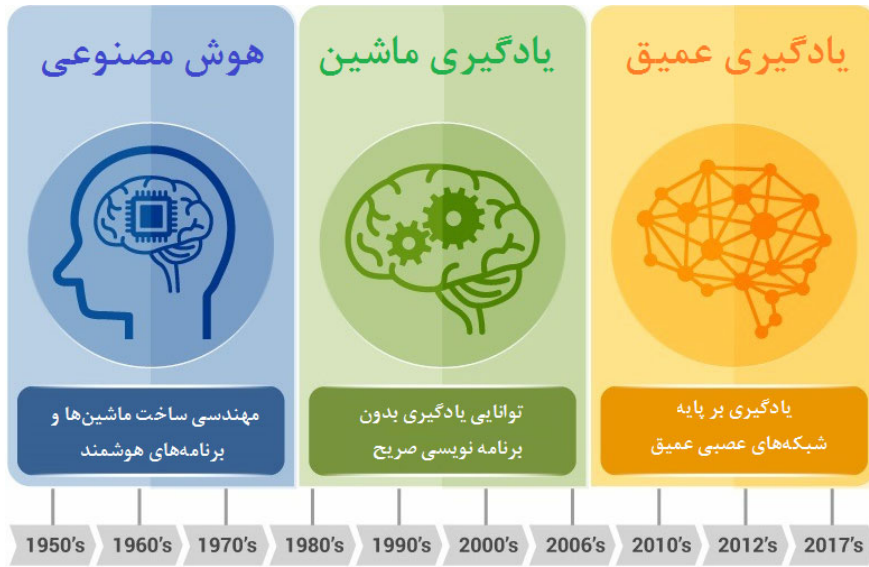 هوش مصنوعی
مهندسی ساخت ماشین‌ها و
برنامه‌های هوشمند
یادگیری ماشین
توانایی یادگیری بدون
برنامه نویسی صریح
یادگیری عمیق
یادگیری بر پایه
شبکه‌های عصبی عمیق
1950's 1960's 1970's 1980's 1990's 2000's 2006's 2010's 2012's 2017's